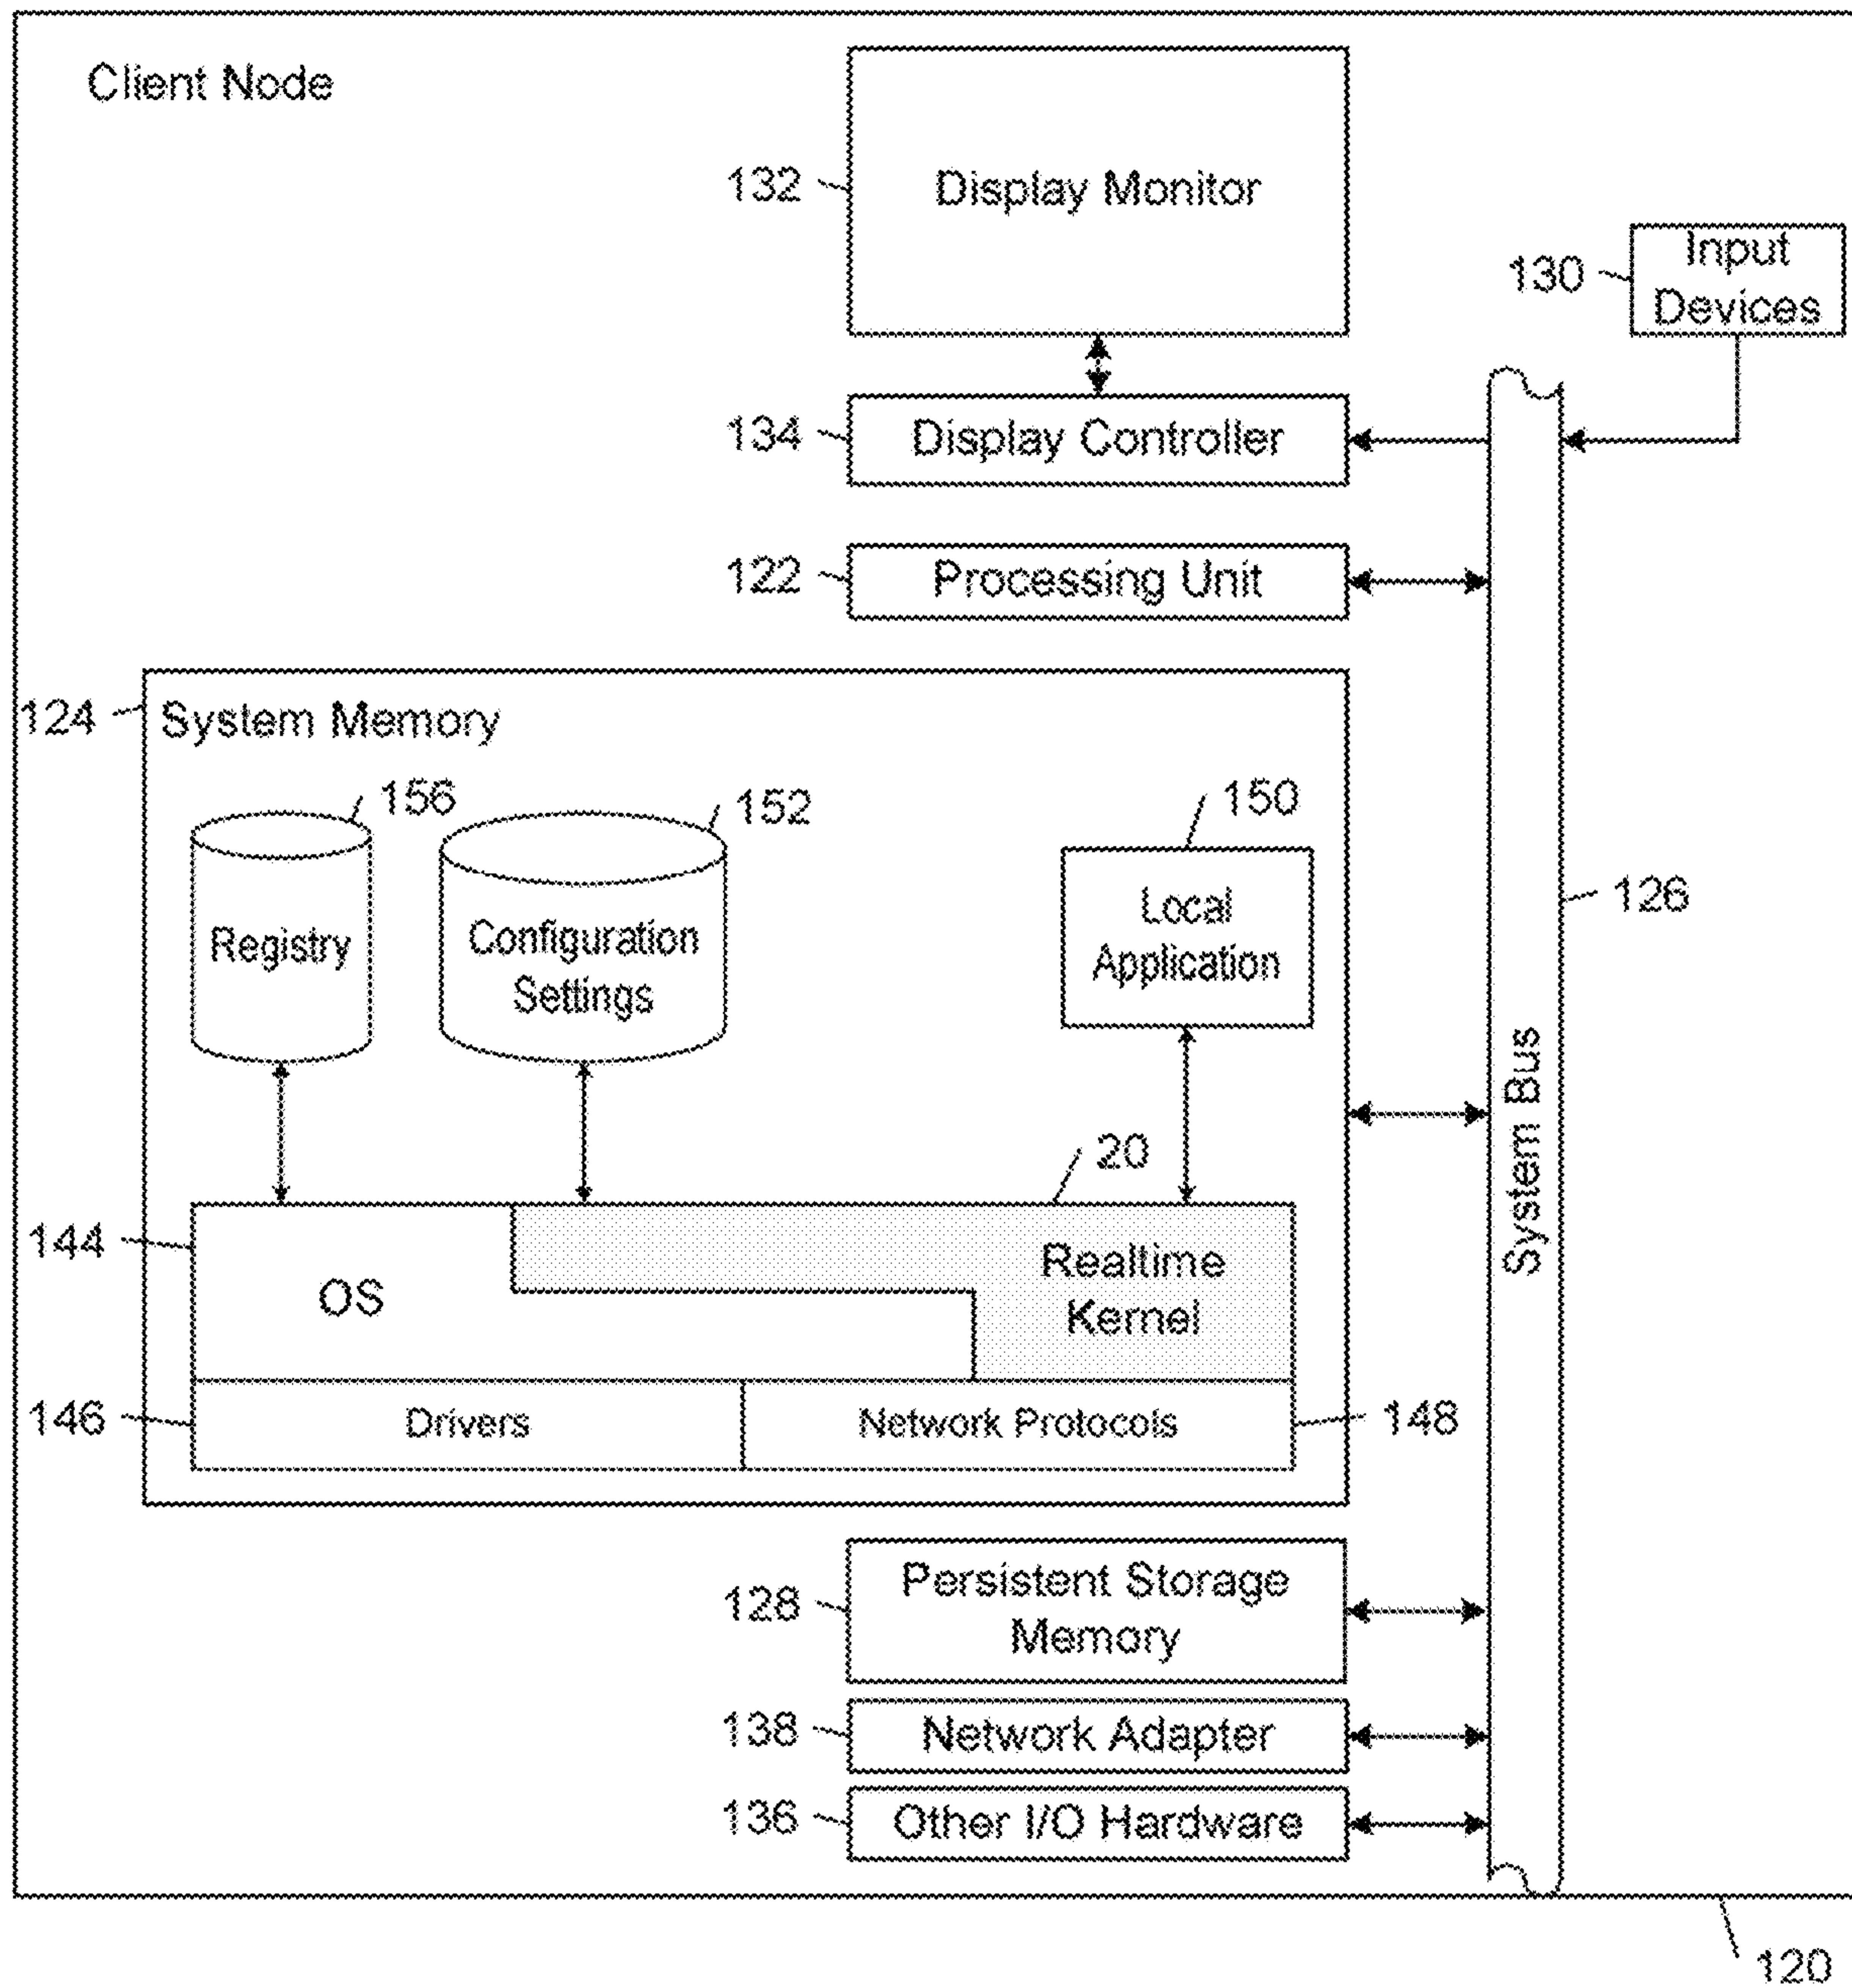 Client Node
132
Display Monitor
130
Input
Devices
134
Display Controller
122
Processing Unit
124
System Memory
156
152
150
Registry
Configuration
Settings
Local
Application
126
System Bus
20
144
OS
Realtime
Kernel
146
Drivers
Network Protocols
148
128
Persistent Storage
Memory
138
Network Adapter
136
Other I/O Hardware
120